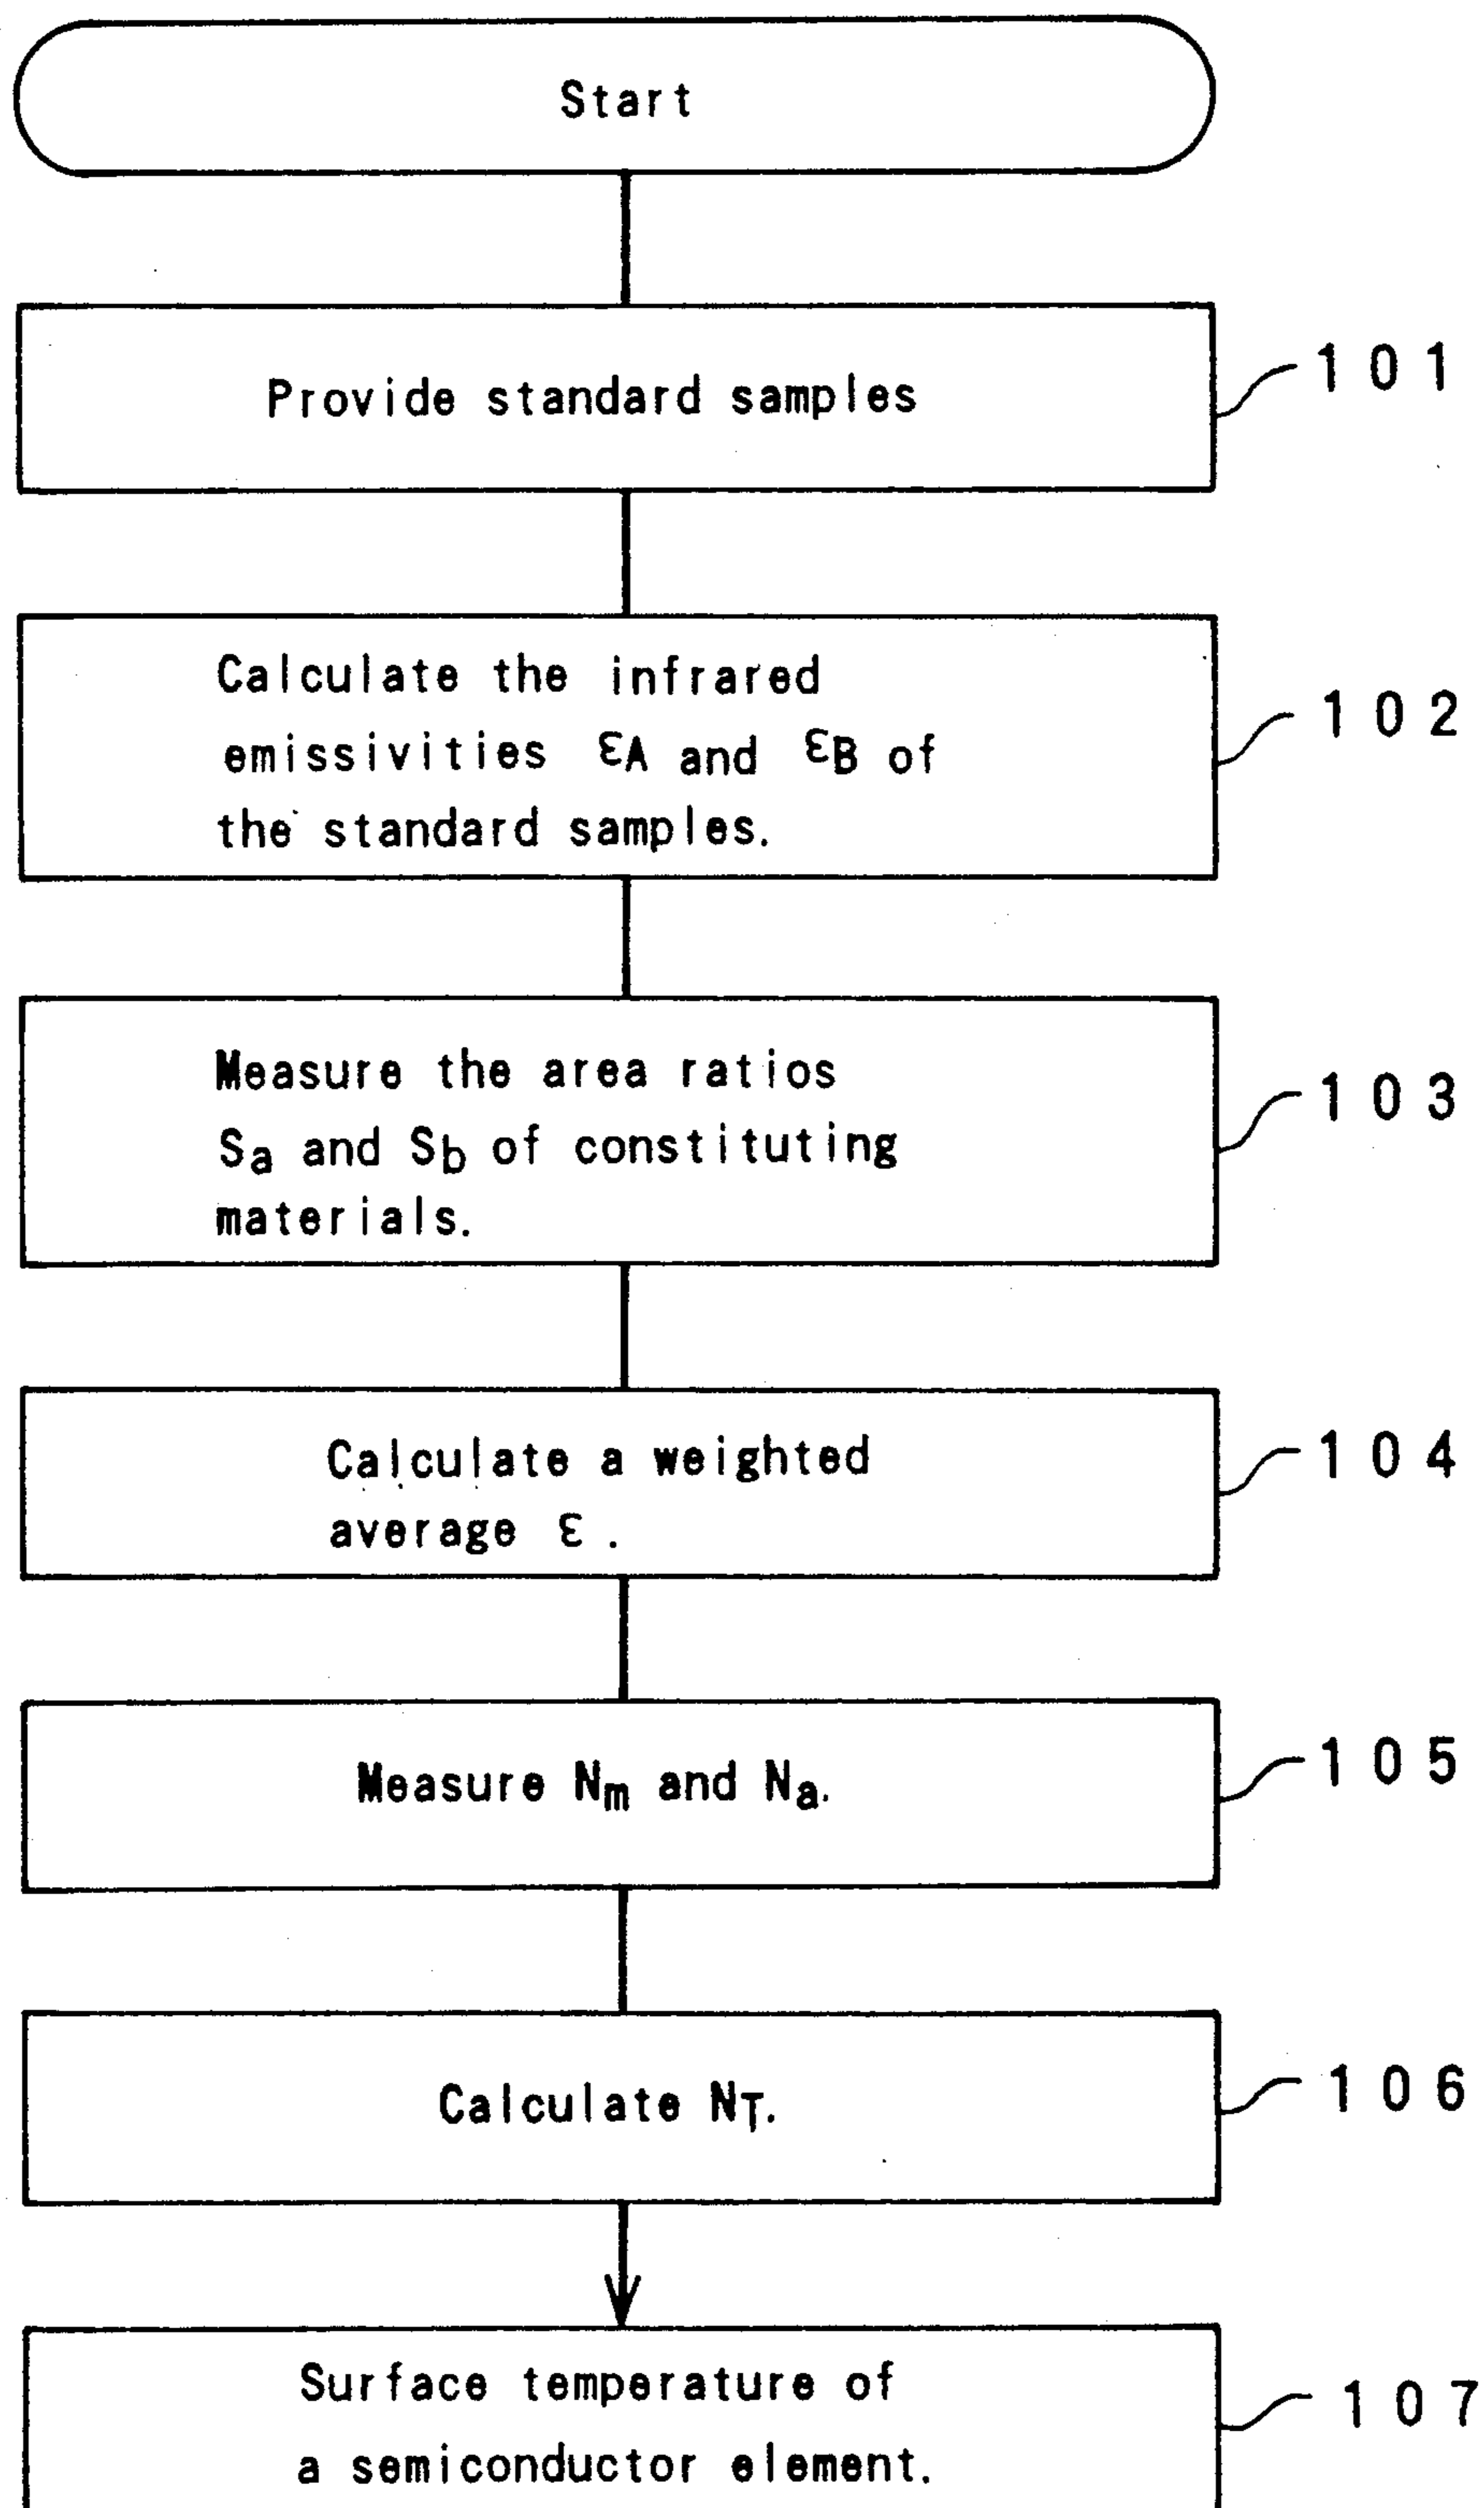 Start
Provide standard samples
101
Calculate the infrared
emissivities εA and εB of
the standard samples.
102
Measure the area ratios
Sa and Sb of constituting
materials.
103
Calculate a weighted
average ε.
104
Measure Nm and Na.
105
Calculate NT.
106
Surface temperature of
a semiconductor element.
107